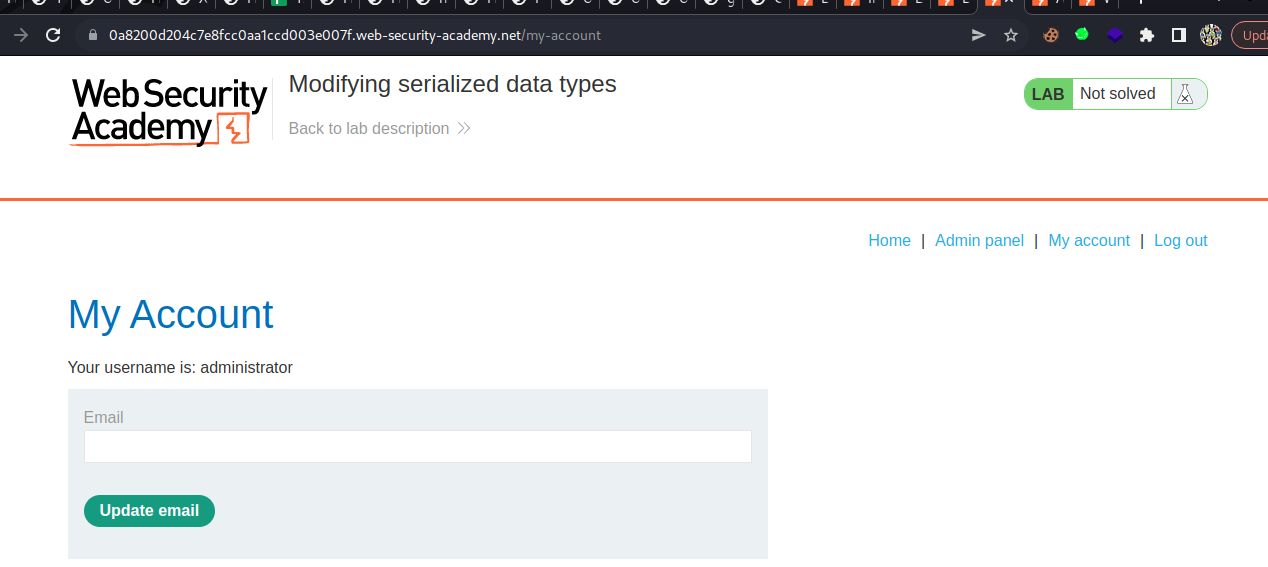 0a8200d204c7e8fcc0aa1ccd003e007f.web-security-academy.net/my-account
Upda
Web Security
Academy
Modifying serialized data types
Back to lab description
LAB Not solved
Home | Admin panel | My account | Log out
My Account
Your username is: administrator
Email
Update email